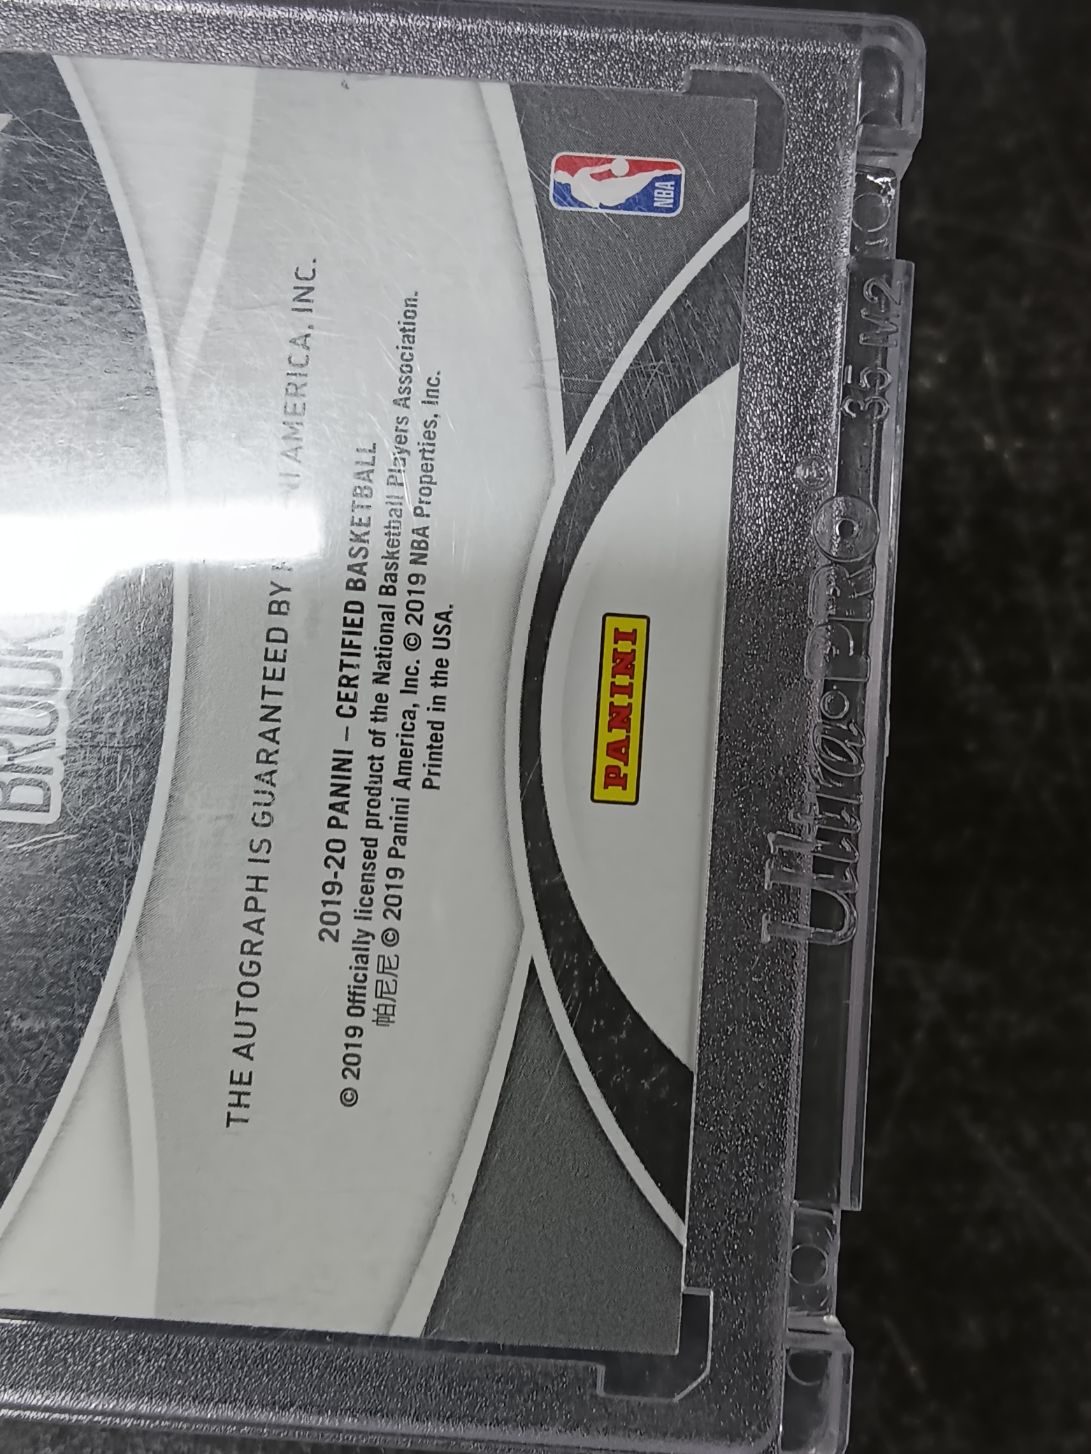 THE AUTOGRAPH IS GUARANTEED BY AMERICA, INC.
2019-20 PANINI – CERTIFIED BASKETBALL
© 2019 Officially licensed product of the National Basketball Players Association.
帕尼尼 © 2019 Panini America, Inc. © 2019 NBA Properties, Inc.
Printed in the USA.
NBA
PANINI
Ultra PRO ® 35-M2